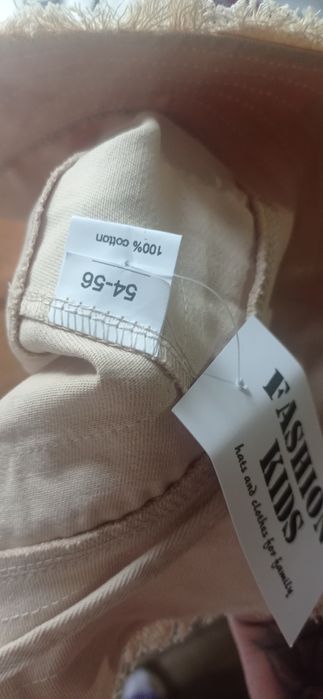 54-56
100% cotton
FASHION
KIDS
hats and clothes for family